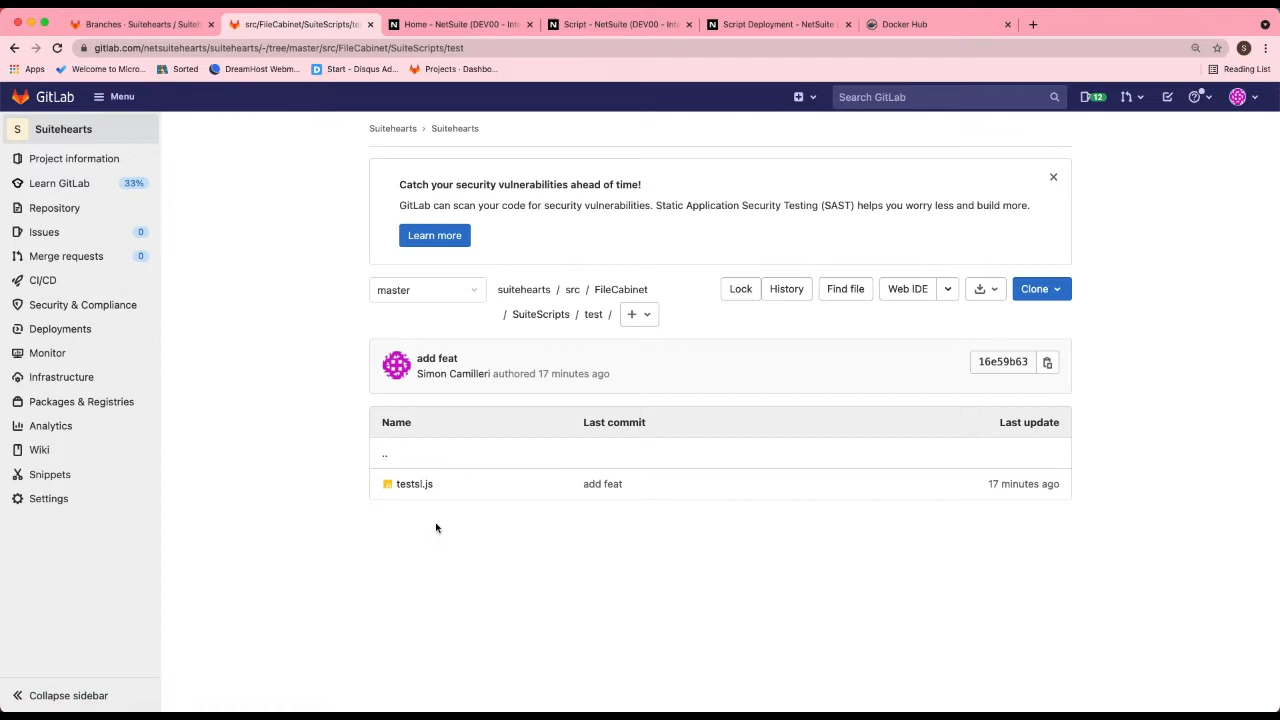 Branches · Suitehearts / Suiteh
src/FileCabinet/SuiteScripts/te
Home - NetSuite (DEV00 - Inte
Script - NetSuite (DEV00 - Int
Script Deployment - NetSuite
Docker Hub
gitlab.com/netsuitehearts/suitehearts/-/tree/master/src/FileCabinet/SuiteScripts/test
S
Apps
Welcome to Micro...
Sorted
DreamHost Webm...
Start - Disqus Ad...
Projects · Dashbo...
Reading List
GitLab
Menu
Search GitLab
12
S Suitehearts
Project information
Learn GitLab 33%
Repository
Issues 0
Merge requests 0
CI/CD
Security & Compliance
Deployments
Monitor
Infrastructure
Packages & Registries
Analytics
Wiki
Snippets
Settings
Collapse sidebar
Suitehearts › Suitehearts
Catch your security vulnerabilities ahead of time!
GitLab can scan your code for security vulnerabilities. Static Application Security Testing (SAST) helps you worry less and build more.
Learn more
master
suitehearts / src / FileCabinet
/ SuiteScripts / test /
Lock
History
Find file
Web IDE
Clone
add feat
Simon Camilleri authored 17 minutes ago
16e59b63
Name Last commit Last update
..
testsl.js add feat 17 minutes ago